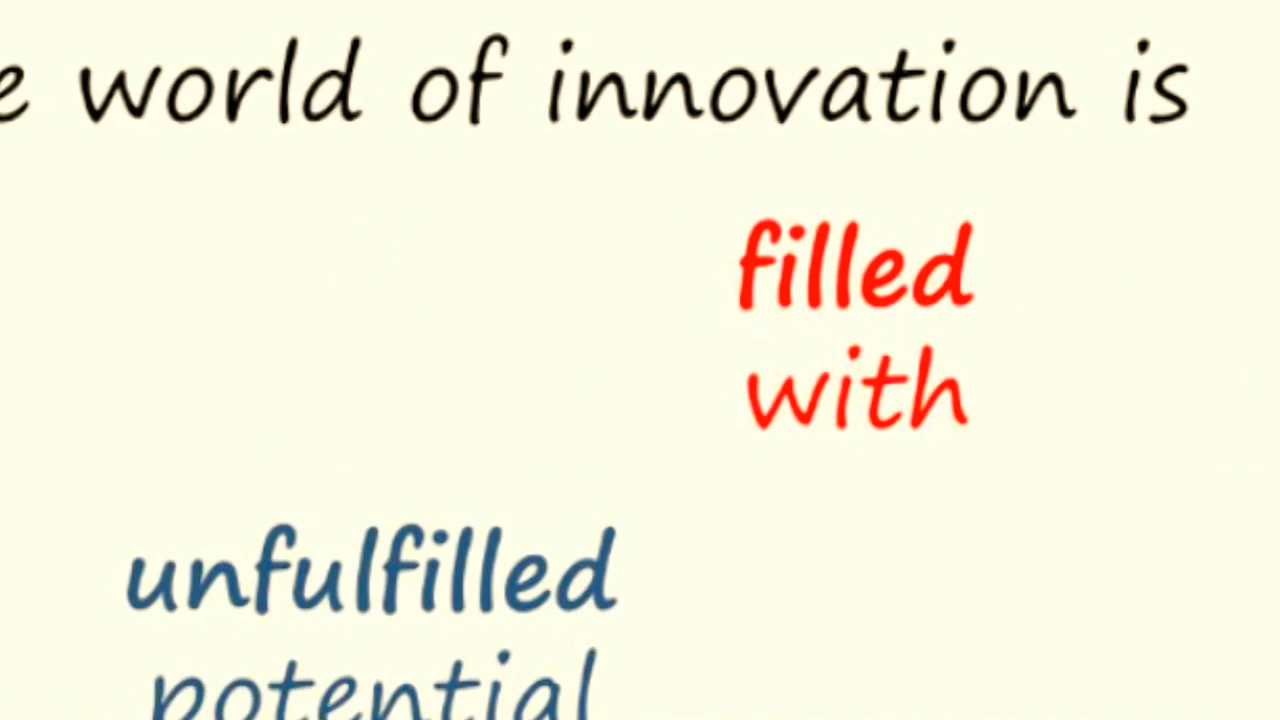 e world of innovation is
filled
with
unfulfilled
potential